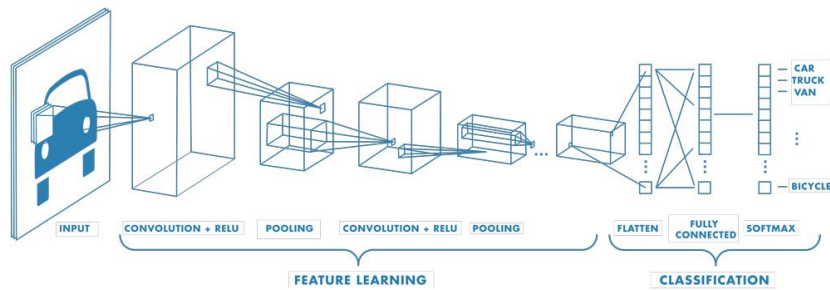 CAR
TRUCK
VAN
BICYCLE
INPUT
CONVOLUTION + RELU
POOLING
CONVOLUTION + RELU
POOLING
FLATTEN
FULLY
CONNECTED
SOFTMAX
FEATURE LEARNING
CLASSIFICATION